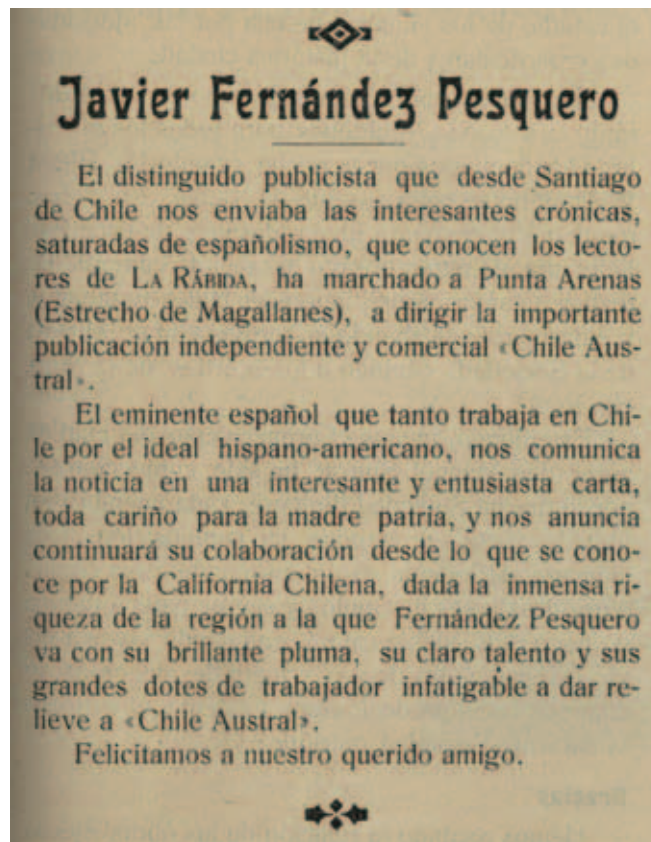 Javier Fernández Pesquero
El distinguido publicista que desde Santiago
de Chile nos enviaba las interesantes crónicas,
saturadas de españolismo, que conocen los lecto-
res de LA RÁBIDA, ha marchado a Punta Arenas
(Estrecho de Magallanes), a dirigir la importante
publicación independiente y comercial «Chile Aus-
tral».
El eminente español que tanto trabaja en Chi-
le por el ideal hispano-americano, nos comunica
la noticia en una interesante y entusiasta carta,
toda cariño para la madre patria, y nos anuncia
continuará su colaboración desde lo que se cono-
ce por la California Chilena, dada la inmensa ri-
queza de la región a la que Fernández Pesquero
va con su brillante pluma, su claro talento y sus
grandes dotes de trabajador infatigable a dar re-
lieve a «Chile Austral».
Felicitamos a nuestro querido amigo.